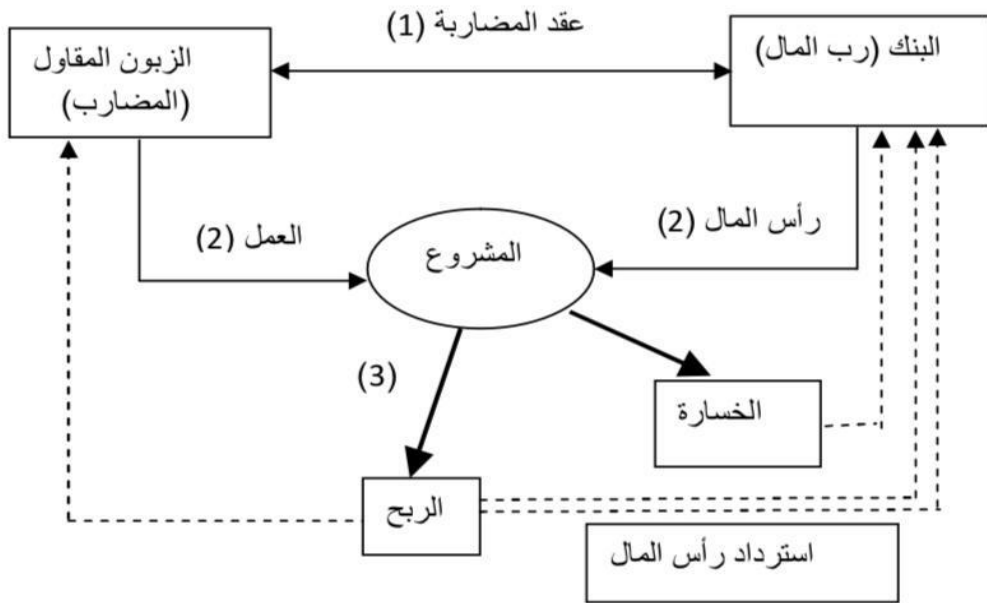 عقد المضاربة (1)
البنك (رب المال)
الزبون المقاول
(المضارب)
رأس المال (2)
العمل (2)
المشروع
(3)
الخسارة
الربح
استرداد رأس المال